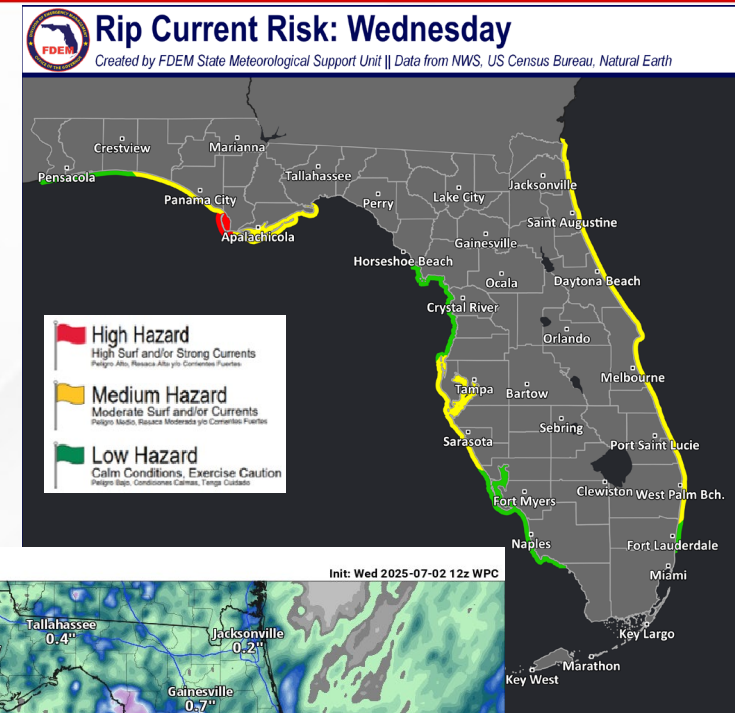 Rip Current Risk: Wednesday
Created by FDEM State Meteorological Support Unit || Data from NWS, US Census Bureau, Natural Earth
FDEM
Crestview
Marianna
Pensacola
Tallahassee
Panama City
Apalachicola
Perry
Lake City
Jacksonville
Saint Augustine
Gainesville
Horseshoe Beach
Ocala
Daytona Beach
Crystal River
Orlando
Tampa
Bartow
Melbourne
Sebring
Sarasota
Port Saint Lucie
Fort Myers
Clewiston
West Palm Bch.
Naples
Fort Lauderdale
Miami
Key Largo
Marathon
Key West
High Hazard
High Surf and/or Strong Currents
Peligro Alto, Resaca Alta y/o Corrientes Fuertes
Medium Hazard
Moderate Surf and/or Currents
Peligro Medio, Resaca Moderada y/o Corrientes Fuertes
Low Hazard
Calm Conditions, Exercise Caution
Peligro Bajo, Condiciones Calmas, Tenga Cuidado
Init: Wed 2025-07-02 12z WPC
Tallahassee
0.4"
Jacksonville
0.2"
Gainesville
0.7"